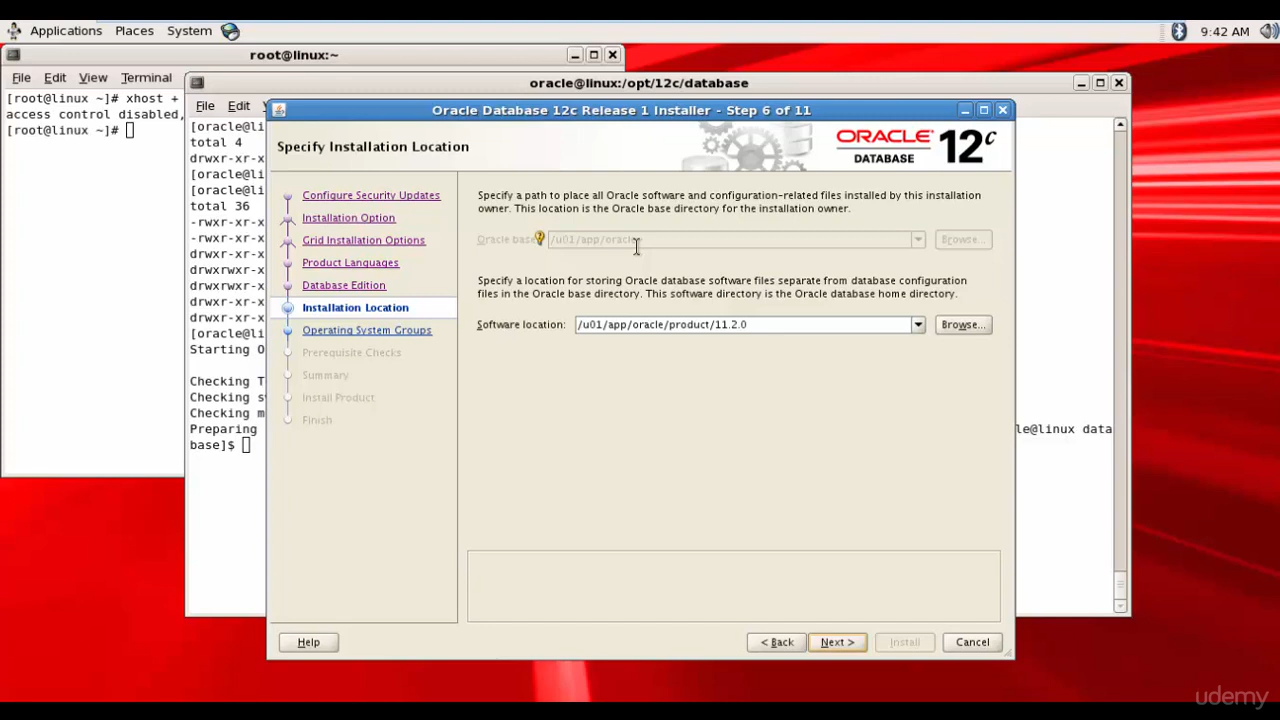 Applications Places System 9:42 AM
root@linux:~
File Edit View Terminal
[root@linux ~]# xhost +
access control disabled,
[root@linux ~]#
oracle@linux:/opt/12c/database
File Edit
[oracle@li
total 4
drwxr-xr-x
drwxr-xr-x
[oracle@li
[oracle@li
total 36
-rwxr-xr-x
-rwxr-xr-x
drwxr-xr-x
drwxrwxr-x
drwxrwxr-x
drwxr-xr-x
drwxr-xr-x
[oracle@li
Starting O
Checking T
Checking s
Checking m
Preparing le@linux data
base]$
Oracle Database 12c Release 1 Installer - Step 6 of 11
Specify Installation Location
ORACLE
DATABASE 12c
Configure Security Updates
Installation Option
Grid Installation Options
Product Languages
Database Edition
Installation Location
Operating System Groups
Prerequisite Checks
Summary
Install Product
Finish
Specify a path to place all Oracle software and configuration-related files installed by this installation
owner. This location is the Oracle base directory for the installation owner.
Oracle base /u01/app/oracle Browse...
Specify a location for storing Oracle database software files separate from database configuration
files in the Oracle base directory. This software directory is the Oracle database home directory.
Software location: /u01/app/oracle/product/11.2.0 Browse...
Help < Back Next > Install Cancel
udemy